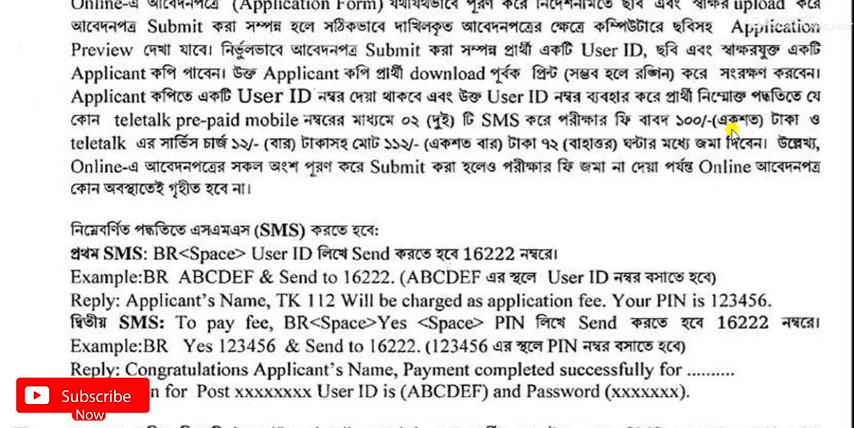 Online-এ আবেদনপত্রে (Application Form) যথাযথভাবে পূরণ করে নির্দেশনামতে ছবি এবং স্বাক্ষর upload করে
আবেদনপত্র Submit করা সম্পন্ন হলে সঠিকভাবে দাখিলকৃত আবেদনপত্রের ক্ষেত্রে কম্পিউটারে ছবিসহ Application
Preview দেখা যাবে। নির্ভুলভাবে আবেদনপত্র Submit করা সম্পন্ন প্রার্থী একটি User ID, ছবি এবং স্বাক্ষরযুক্ত একটি
Applicant কপি পাবেন। উক্ত Applicant কপি প্রার্থী download পূর্বক প্রিন্ট (সম্ভব হলে রঙ্গিন) করে সংরক্ষণ করবেন।
Applicant কপিতে একটি User ID নম্বর দেয়া থাকবে এবং উক্ত User ID নম্বর ব্যবহার করে প্রার্থী নিম্মোক্ত পদ্ধতিতে যে
কোন teletalk pre-paid mobile নম্বরের মাধ্যমে ০২ (দুই) টি SMS করে পরীক্ষার ফি বাবদ ১০০/-(একশত) টাকা ও
teletalk এর সার্ভিস চার্জ ১২/- (বার) টাকাসহ মোট ১১২/- (একশত বার) টাকা ৭২ (বাহাত্তর) ঘন্টার মধ্যে জমা দিবেন। উল্লেখ্য,
Online-এ আবেদনপত্রের সকল অংশ পূরণ করে Submit করা হলেও পরীক্ষার ফি জমা না দেয়া পর্যন্ত Online আবেদনপত্র
কোন অবস্থাতেই গৃহীত হবে না।
নিম্নেবর্ণিত পদ্ধতিতে এসএমএস (SMS) করতে হবে:
প্রথম SMS: BR<Space> User ID লিখে Send করতে হবে 16222 নম্বরে।
Example:BR ABCDEF & Send to 16222. (ABCDEF এর স্থলে User ID নম্বর বসাতে হবে)
Reply: Applicant's Name, TK 112 Will be charged as application fee. Your PIN is 123456.
দ্বিতীয় SMS: To pay fee, BR<Space>Yes <Space> PIN লিখে Send করতে হবে 16222 নম্বরে।
Example:BR Yes 123456 & Send to 16222. (123456 এর স্থলে PIN নম্বর বসাতে হবে)
Reply: Congratulations Applicant's Name, Payment completed successfully for ..........
n for Post xxxxxxxx User ID is (ABCDEF) and Password (xxxxxxx).
Subscribe
Now